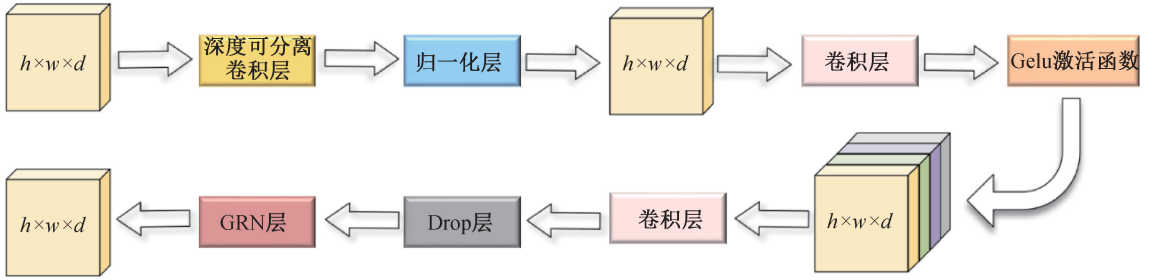 h×w×d
深度可分离
卷积层
归一化层
h×w×d
卷积层
Gelu激活函数
h×w×d
卷积层
Drop层
GRN层
h×w×d